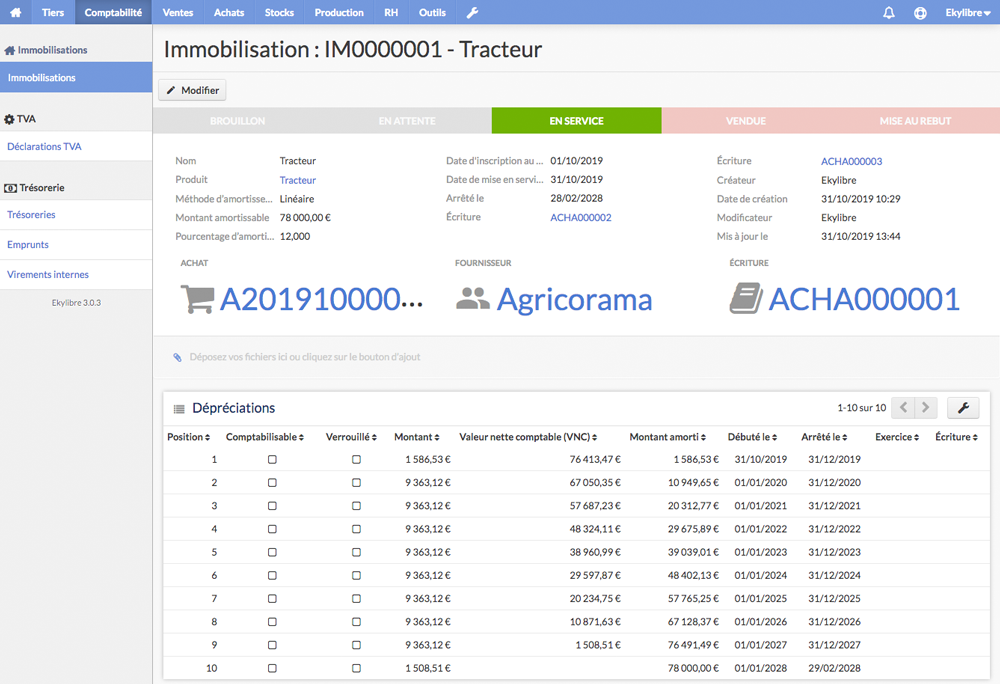 Tiers Comptabilité Ventes Achats Stocks Production RH Outils Ekylibre
Immobilisations
Immobilisations
TVA
Déclarations TVA
Trésorerie
Trésoreries
Emprunts
Virements internes
Ekylibre 3.0.3
Immobilisation : IM0000001 - Tracteur
Modifier
BROUILLON EN ATTENTE EN SERVICE VENDUE MISE AU REBUT
Nom Tracteur Date d'inscription au ... 01/10/2019 Écriture ACHA000003
Produit Tracteur Date de mise en servi... 31/10/2019 Créateur Ekylibre
Méthode d'amortisse... Linéaire Arrêté le 28/02/2028 Date de création 31/10/2019 10:29
Montant amortissable 78 000,00 € Écriture ACHA000002 Modificateur Ekylibre
Pourcentage d'amorti... 12,000 Mis à jour le 31/10/2019 13:44
ACHAT FOURNISSEUR ÉCRITURE
A201910000... Agricorama ACHA000001
Déposez vos fichiers ici ou cliquez sur le bouton d'ajout
Dépréciations 1-10 sur 10
Position Comptabilisable Verrouillé Montant Valeur nette comptable (VNC) Montant amorti Débuté le Arrêté le Exercice Écriture
1 1 586,53 € 76 413,47 € 1 586,53 € 31/10/2019 31/12/2019
2 9 363,12 € 67 050,35 € 10 949,65 € 01/01/2020 31/12/2020
3 9 363,12 € 57 687,23 € 20 312,77 € 01/01/2021 31/12/2021
4 9 363,12 € 48 324,11 € 29 675,89 € 01/01/2022 31/12/2022
5 9 363,12 € 38 960,99 € 39 039,01 € 01/01/2023 31/12/2023
6 9 363,12 € 29 597,87 € 48 402,13 € 01/01/2024 31/12/2024
7 9 363,12 € 20 234,75 € 57 765,25 € 01/01/2025 31/12/2025
8 9 363,12 € 10 871,63 € 67 128,37 € 01/01/2026 31/12/2026
9 9 363,12 € 1 508,51 € 76 491,49 € 01/01/2027 31/12/2027
10 1 508,51 € 78 000,00 € 01/01/2028 29/02/2028